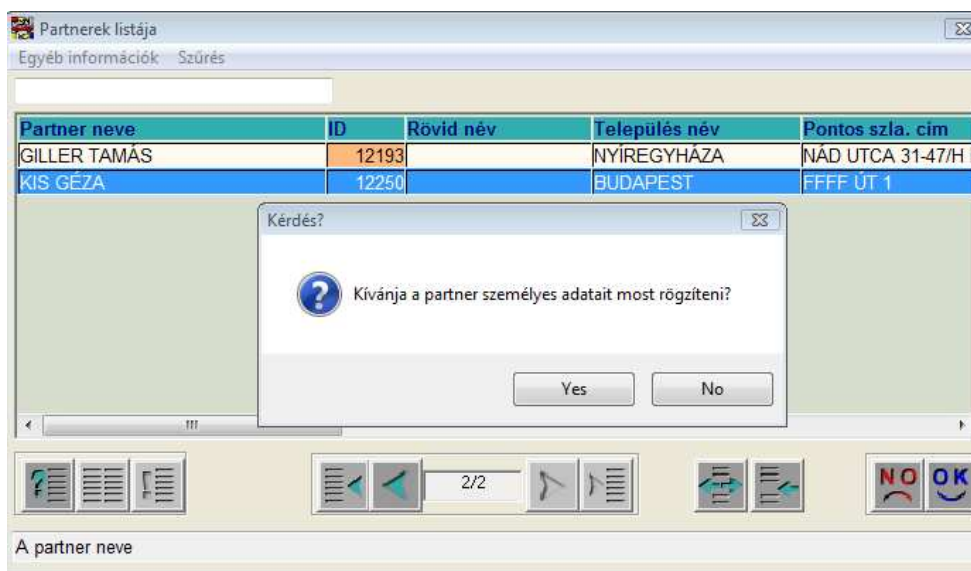 Partnerek listája
Egyéb információk Szűrés
Partner neve ID Rövid név Település név Pontos szla. cím
GILLER TAMÁS 12193 NYÍREGYHÁZA NÁD UTCA 31-47/H
KIS GÉZA 12250 BUDAPEST FFFF ÚT 1
Kérdés?
Kívánja a partner személyes adatait most rögzíteni?
Yes No
2/2
NO OK
A partner neve